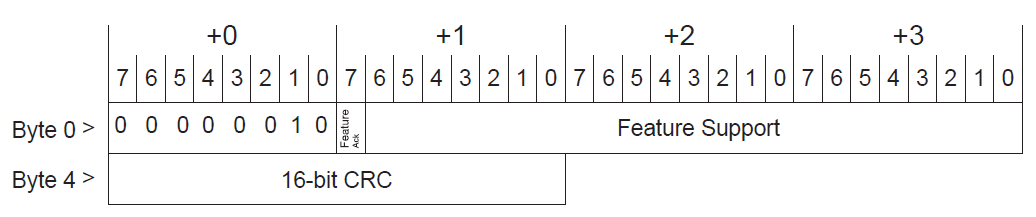 +0 +1 +2 +3
7 6 5 4 3 2 1 0 7 6 5 4 3 2 1 0 7 6 5 4 3 2 1 0 7 6 5 4 3 2 1 0
Byte 0 > 0 0 0 0 0 0 1 0 Feature Ack Feature Support
Byte 4 > 16-bit CRC